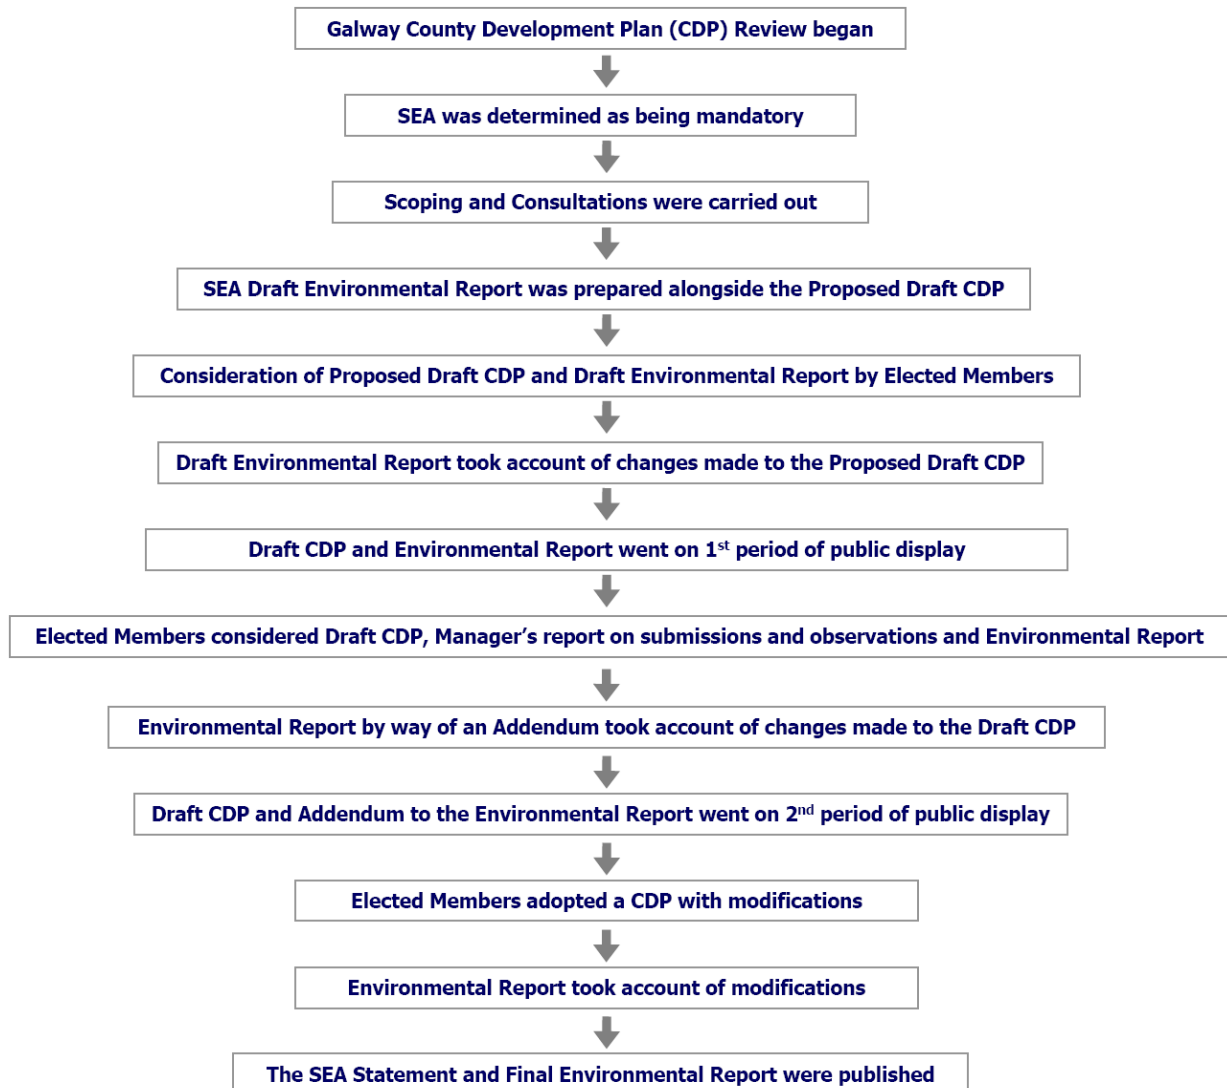 Galway County Development Plan (CDP) Review began
SEA was determined as being mandatory
Scoping and Consultations were carried out
SEA Draft Environmental Report was prepared alongside the Proposed Draft CDP
Consideration of Proposed Draft CDP and Draft Environmental Report by Elected Members
Draft Environmental Report took account of changes made to the Proposed Draft CDP
Draft CDP and Environmental Report went on 1st period of public display
Elected Members considered Draft CDP, Manager’s report on submissions and observations and Environmental Report
Environmental Report by way of an Addendum took account of changes made to the Draft CDP
Draft CDP and Addendum to the Environmental Report went on 2nd period of public display
Elected Members adopted a CDP with modifications
Environmental Report took account of modifications
The SEA Statement and Final Environmental Report were published